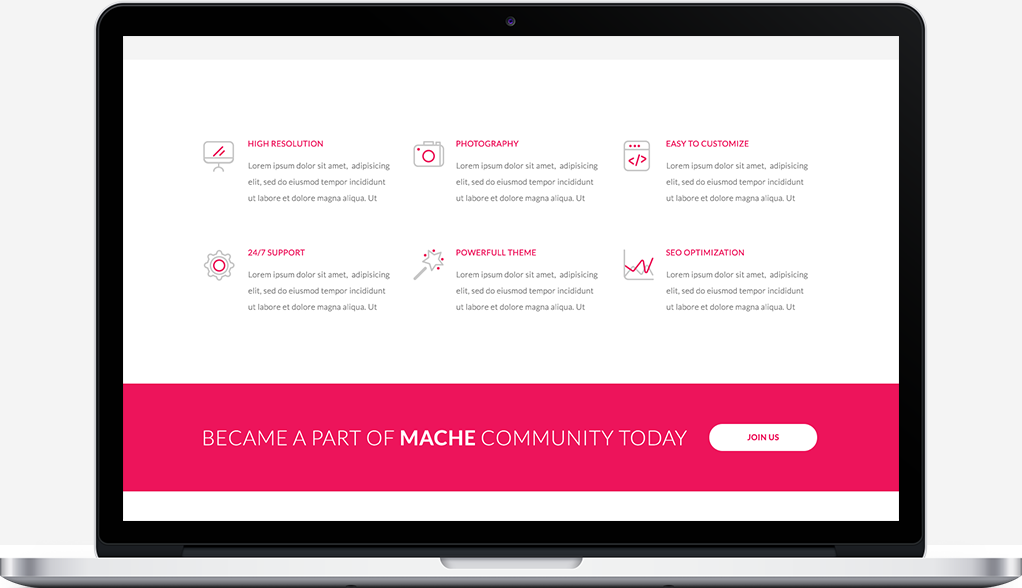 HIGH RESOLUTION
Lorem ipsum dolor sit amet, adipisicing
elit, sed do eiusmod tempor incididunt
ut labore et dolore magna aliqua. Ut
PHOTOGRAPHY
Lorem ipsum dolor sit amet, adipisicing
elit, sed do eiusmod tempor incididunt
ut labore et dolore magna aliqua. Ut
EASY TO CUSTOMIZE
Lorem ipsum dolor sit amet, adipisicing
elit, sed do eiusmod tempor incididunt
ut labore et dolore magna aliqua. Ut
24/7 SUPPORT
Lorem ipsum dolor sit amet, adipisicing
elit, sed do eiusmod tempor incididunt
ut labore et dolore magna aliqua. Ut
POWERFULL THEME
Lorem ipsum dolor sit amet, adipisicing
elit, sed do eiusmod tempor incididunt
ut labore et dolore magna aliqua. Ut
SEO OPTIMIZATION
Lorem ipsum dolor sit amet, adipisicing
elit, sed do eiusmod tempor incididunt
ut labore et dolore magna aliqua. Ut
BECAME A PART OF MACHE COMMUNITY TODAY
JOIN US